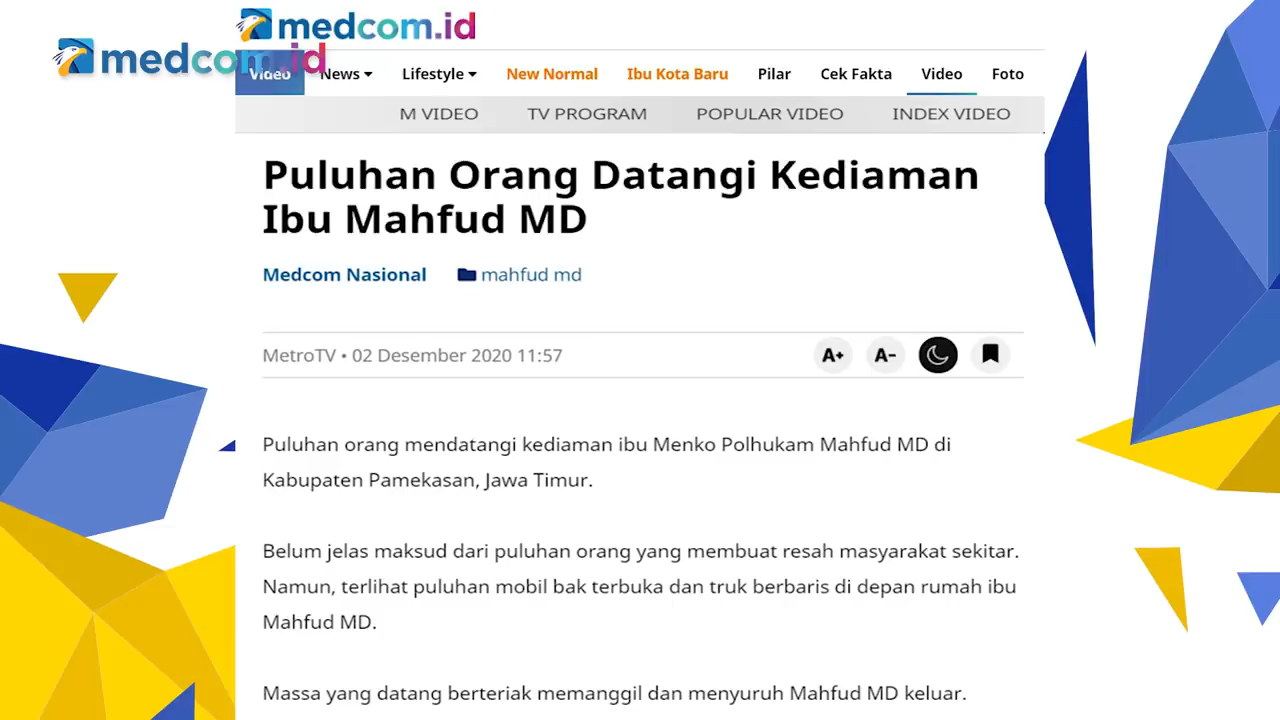 medcom.id
medcom.id
Video News Lifestyle New Normal Ibu Kota Baru Pilar Cek Fakta Video Foto
M VIDEO TV PROGRAM POPULAR VIDEO INDEX VIDEO
Puluhan Orang Datangi Kediaman
Ibu Mahfud MD
Medcom Nasional mahfud md
MetroTV • 02 Desember 2020 11:57 A+ A-
Puluhan orang mendatangi kediaman ibu Menko Polhukam Mahfud MD di
Kabupaten Pamekasan, Jawa Timur.
Belum jelas maksud dari puluhan orang yang membuat resah masyarakat sekitar.
Namun, terlihat puluhan mobil bak terbuka dan truk berbaris di depan rumah ibu
Mahfud MD.
Massa yang datang berteriak memanggil dan menyuruh Mahfud MD keluar.